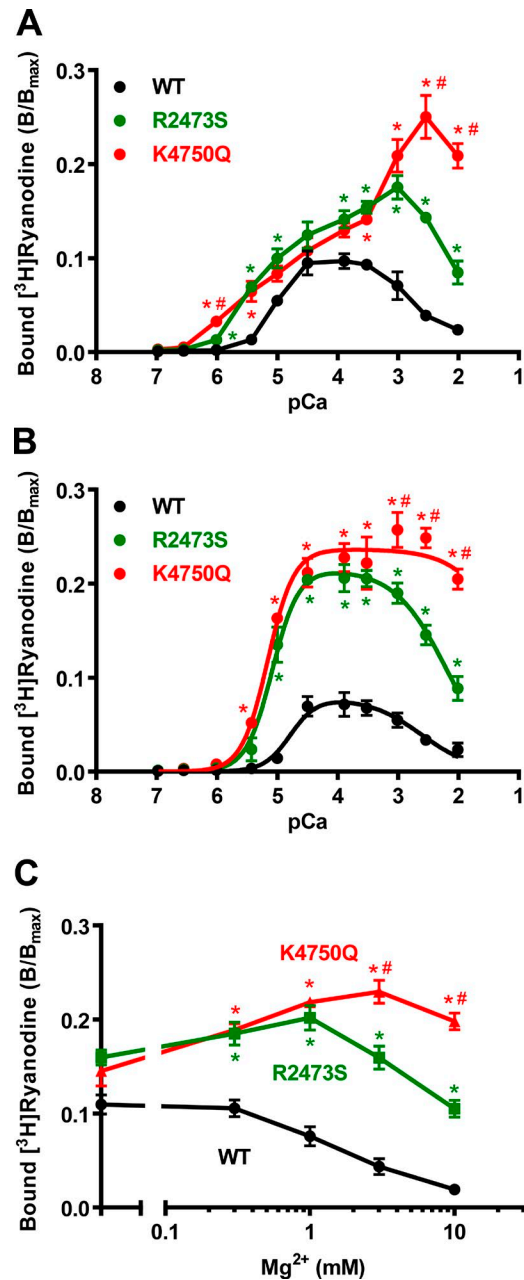 A
Bound [³H]Ryanodine (B/Bmax)
0.3
0.2
0.1
0.0
WT
R2473S
K4750Q
* #
*
* #
*
*
*
*
*
*
*
* #
*
*
*
8 7 6 5 4 3 2 1
pCa
B
Bound [³H]Ryanodine (B/Bmax)
0.3
0.2
0.1
0.0
WT
R2473S
K4750Q
* #
* #
* #
*
*
*
*
*
*
*
*
*
*
*
*
8 7 6 5 4 3 2 1
pCa
C
Bound [³H]Ryanodine (B/Bmax)
0.3
0.2
0.1
0.0
K4750Q
* #
* #
*
*
*
*
*
*
R2473S
WT
0.1 1 10
Mg²⁺ (mM)